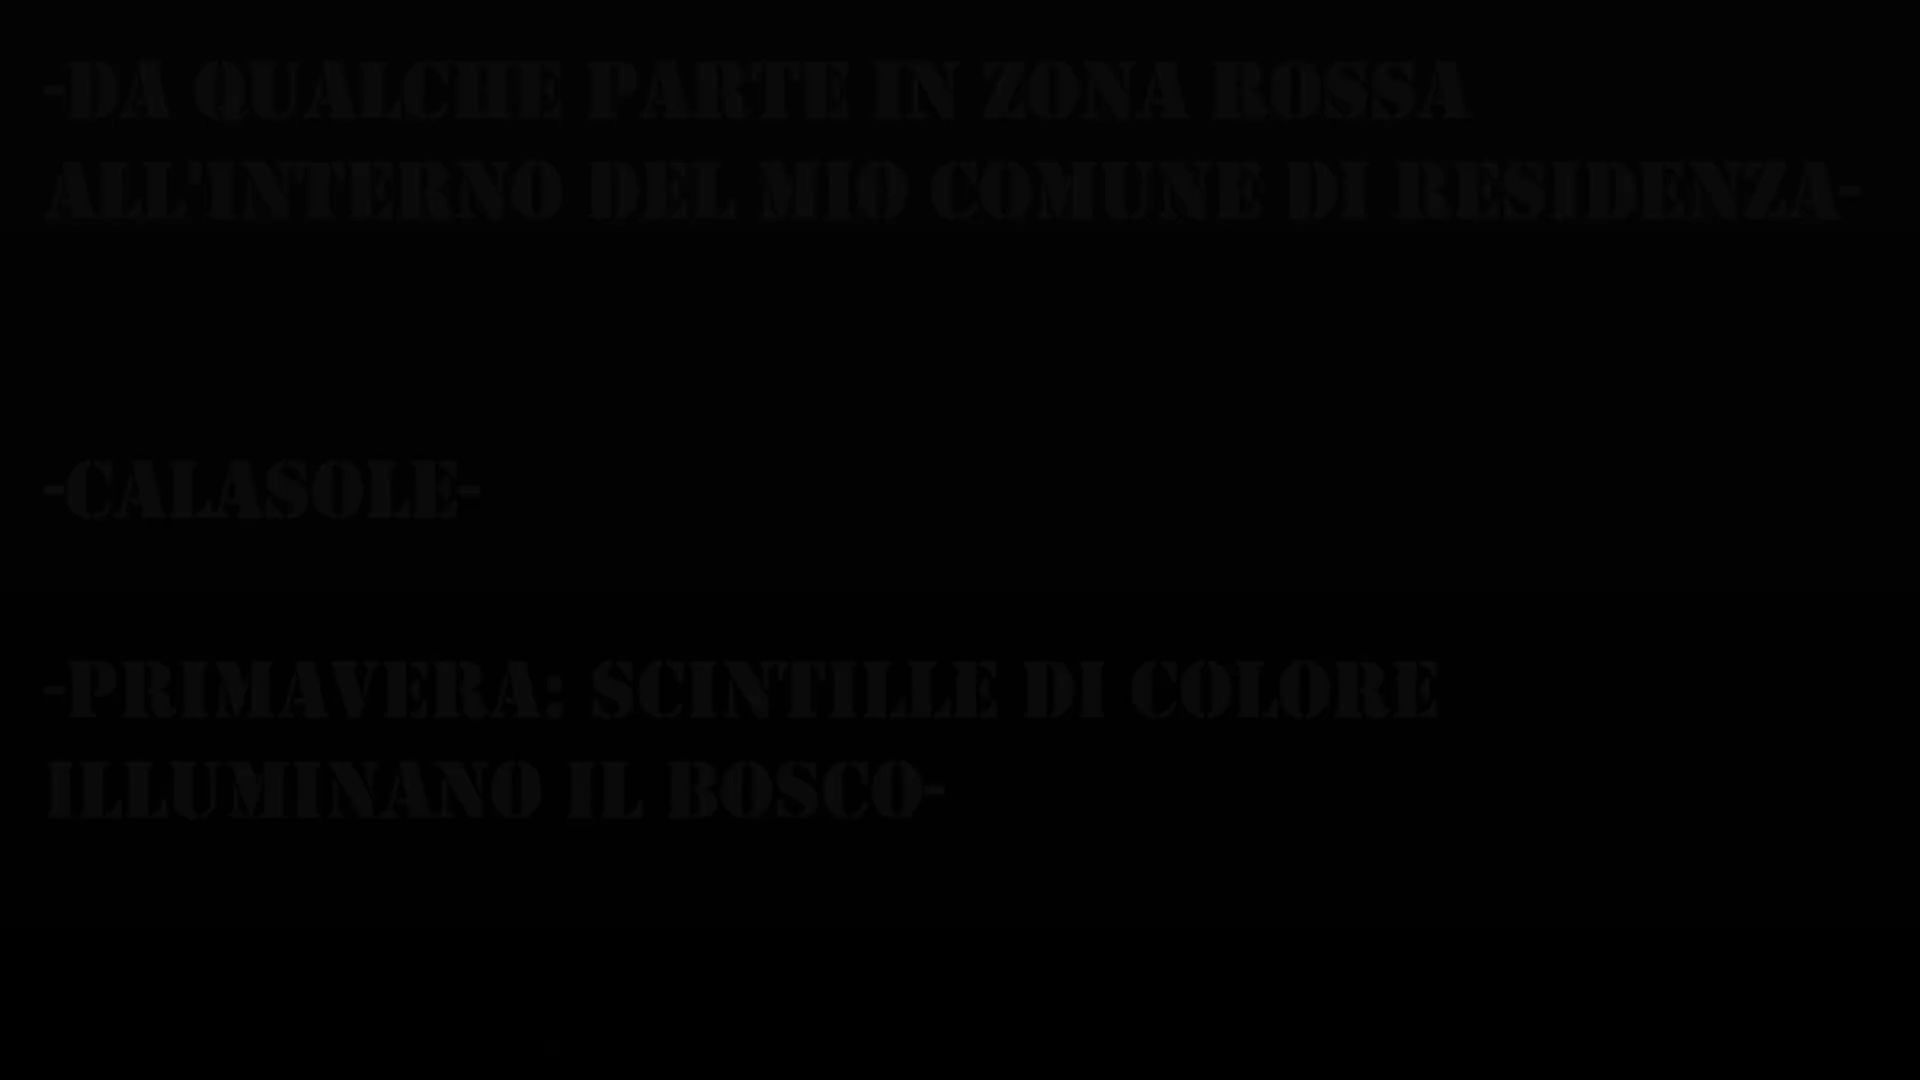 -DA QUALCHE PARTE IN ZONA ROSSA
ALL'INTERNO DEL MIO COMUNE DI RESIDENZA-
-CALASOLE-
-PRIMAVERA: SCINTILLE DI COLORE
ILLUMINANO IL BOSCO-